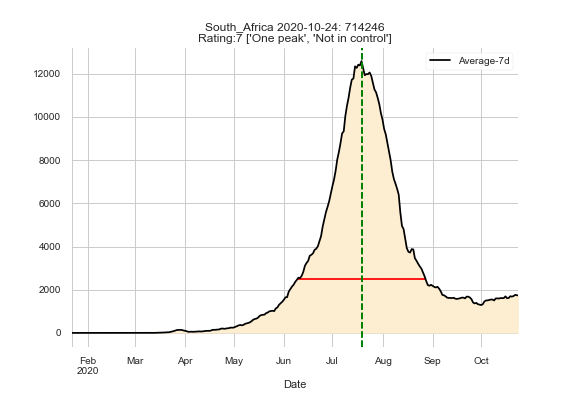 South_Africa 2020-10-24: 714246
Rating:7 ['One peak', 'Not in control']
Average-7d
12000
10000
8000
6000
4000
2000
0
Feb Mar Apr May Jun Jul Aug Sep Oct
2020
Date